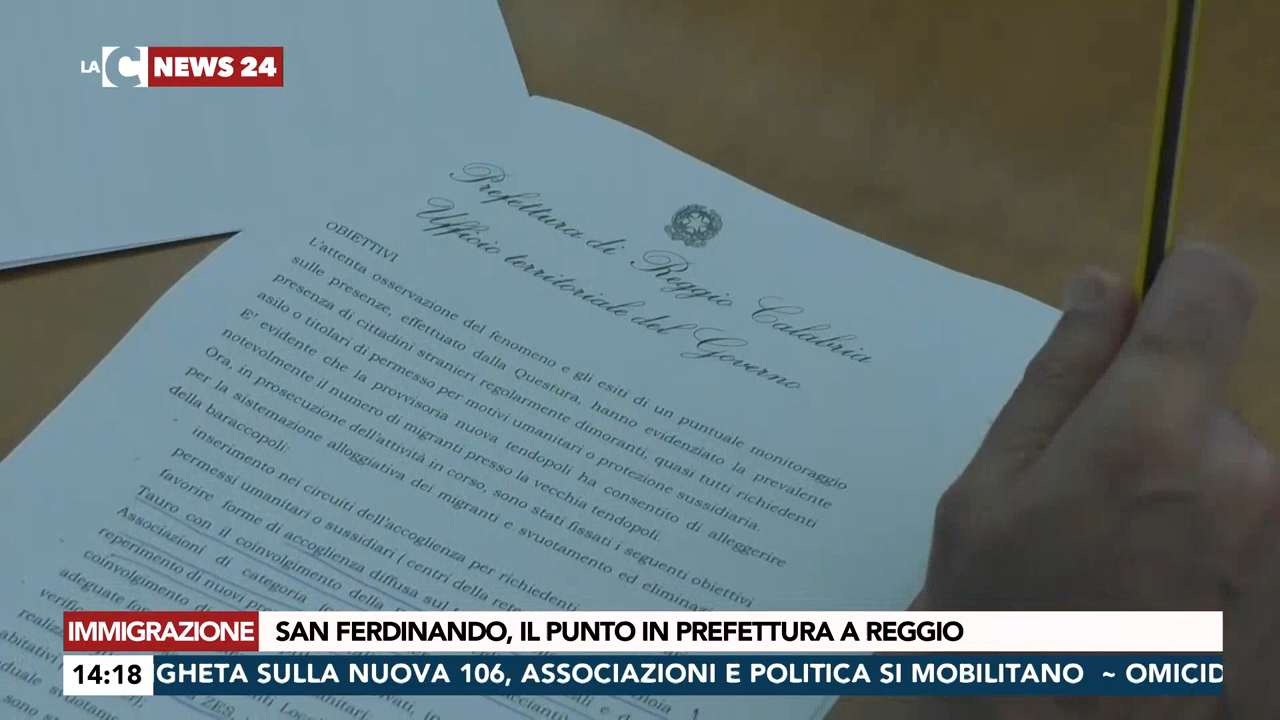 LA C NEWS 24
Prefettura di Reggio Calabria
Ufficio territoriale del Governo
OBIETTIVI
L'attenta osservazione del fenomeno e gli esiti di un puntuale monitoraggio
sulle presenze, effettuato dalla Questura, hanno evidenziato la prevalente
presenza di cittadini stranieri regolarmente dimoranti, quasi tutti richiedenti
asilo o titolari di permesso per motivi umanitari o protezione sussidiaria.
E' evidente che la provvisoria nuova tendopoli ha consentito di alleggerire
notevolmente il numero di migranti presso la vecchia tendopoli.
Ora, in prosecuzione dell'attività in corso, sono stati fissati i seguenti obiettivi
per la sistemazione alloggiativa dei migranti e svuotamento ed eliminazi
della baraccopoli:
inserimento nei circuiti dell'accoglienza per richiedenti
permessi umanitari o sussidiari ( centri della rete
favorire forme di accoglienza diffusa sul
Tauro con il coinvolgimento della
Associazioni di categoria
reperimento di nuovi
coinvolgimento di
adeguate
IMMIGRAZIONE SAN FERDINANDO, IL PUNTO IN PREFETTURA A REGGIO
14:18 GHETA SULLA NUOVA 106, ASSOCIAZIONI E POLITICA SI MOBILITANO ~ OMICID